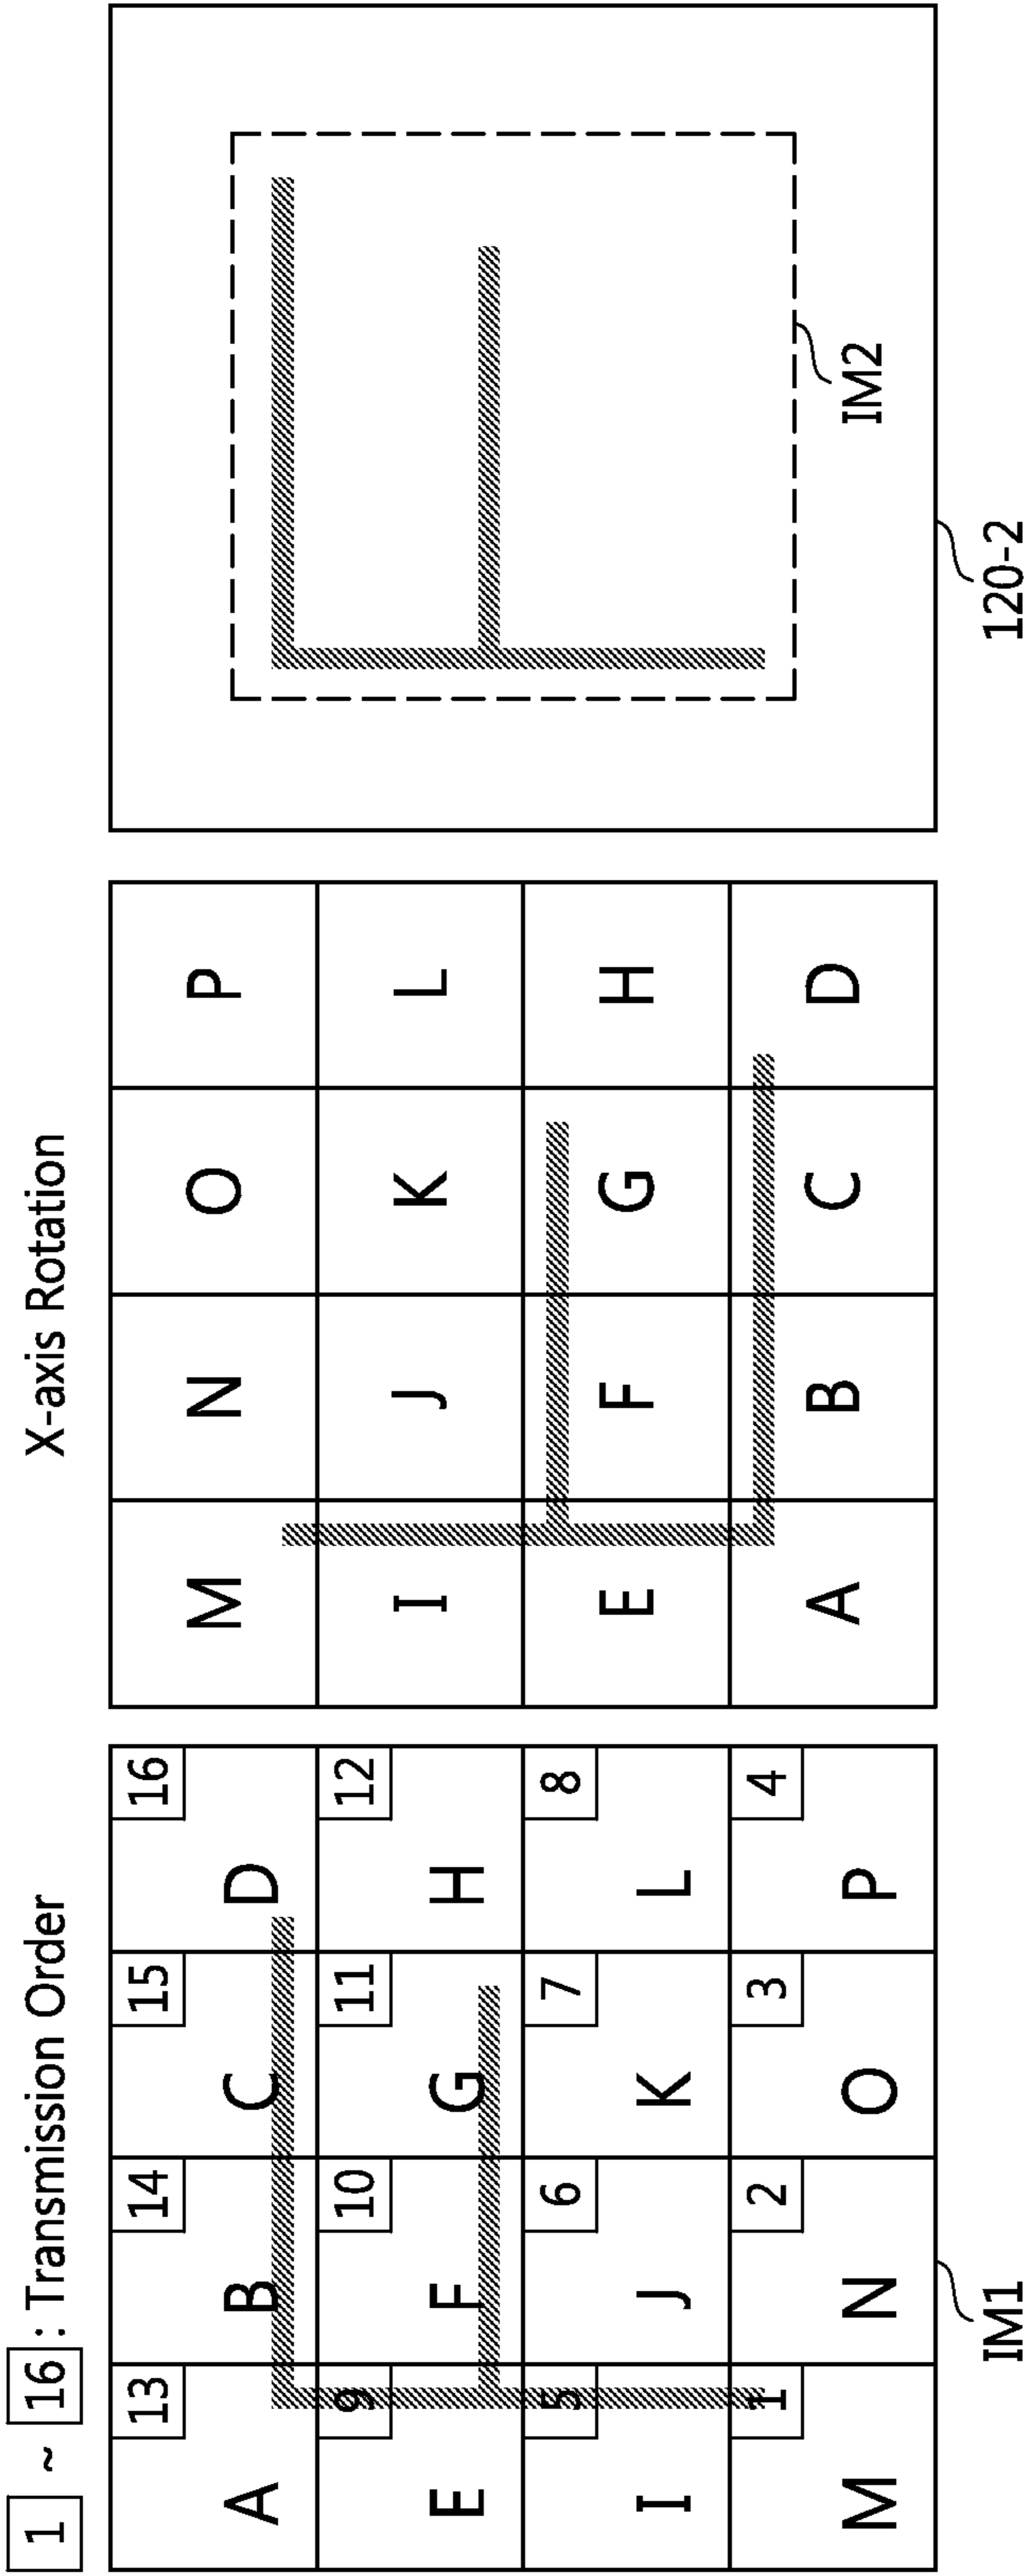 1 ~ 16 : Transmission Order
13 14 15 16
A B C D
9 10 11 12
E F G H
5 6 7 8
I J K L
1 2 3 4
M N O P
IM1
X-axis Rotation
M N O P
I J K L
E F G H
A B C D
IM2
120-2